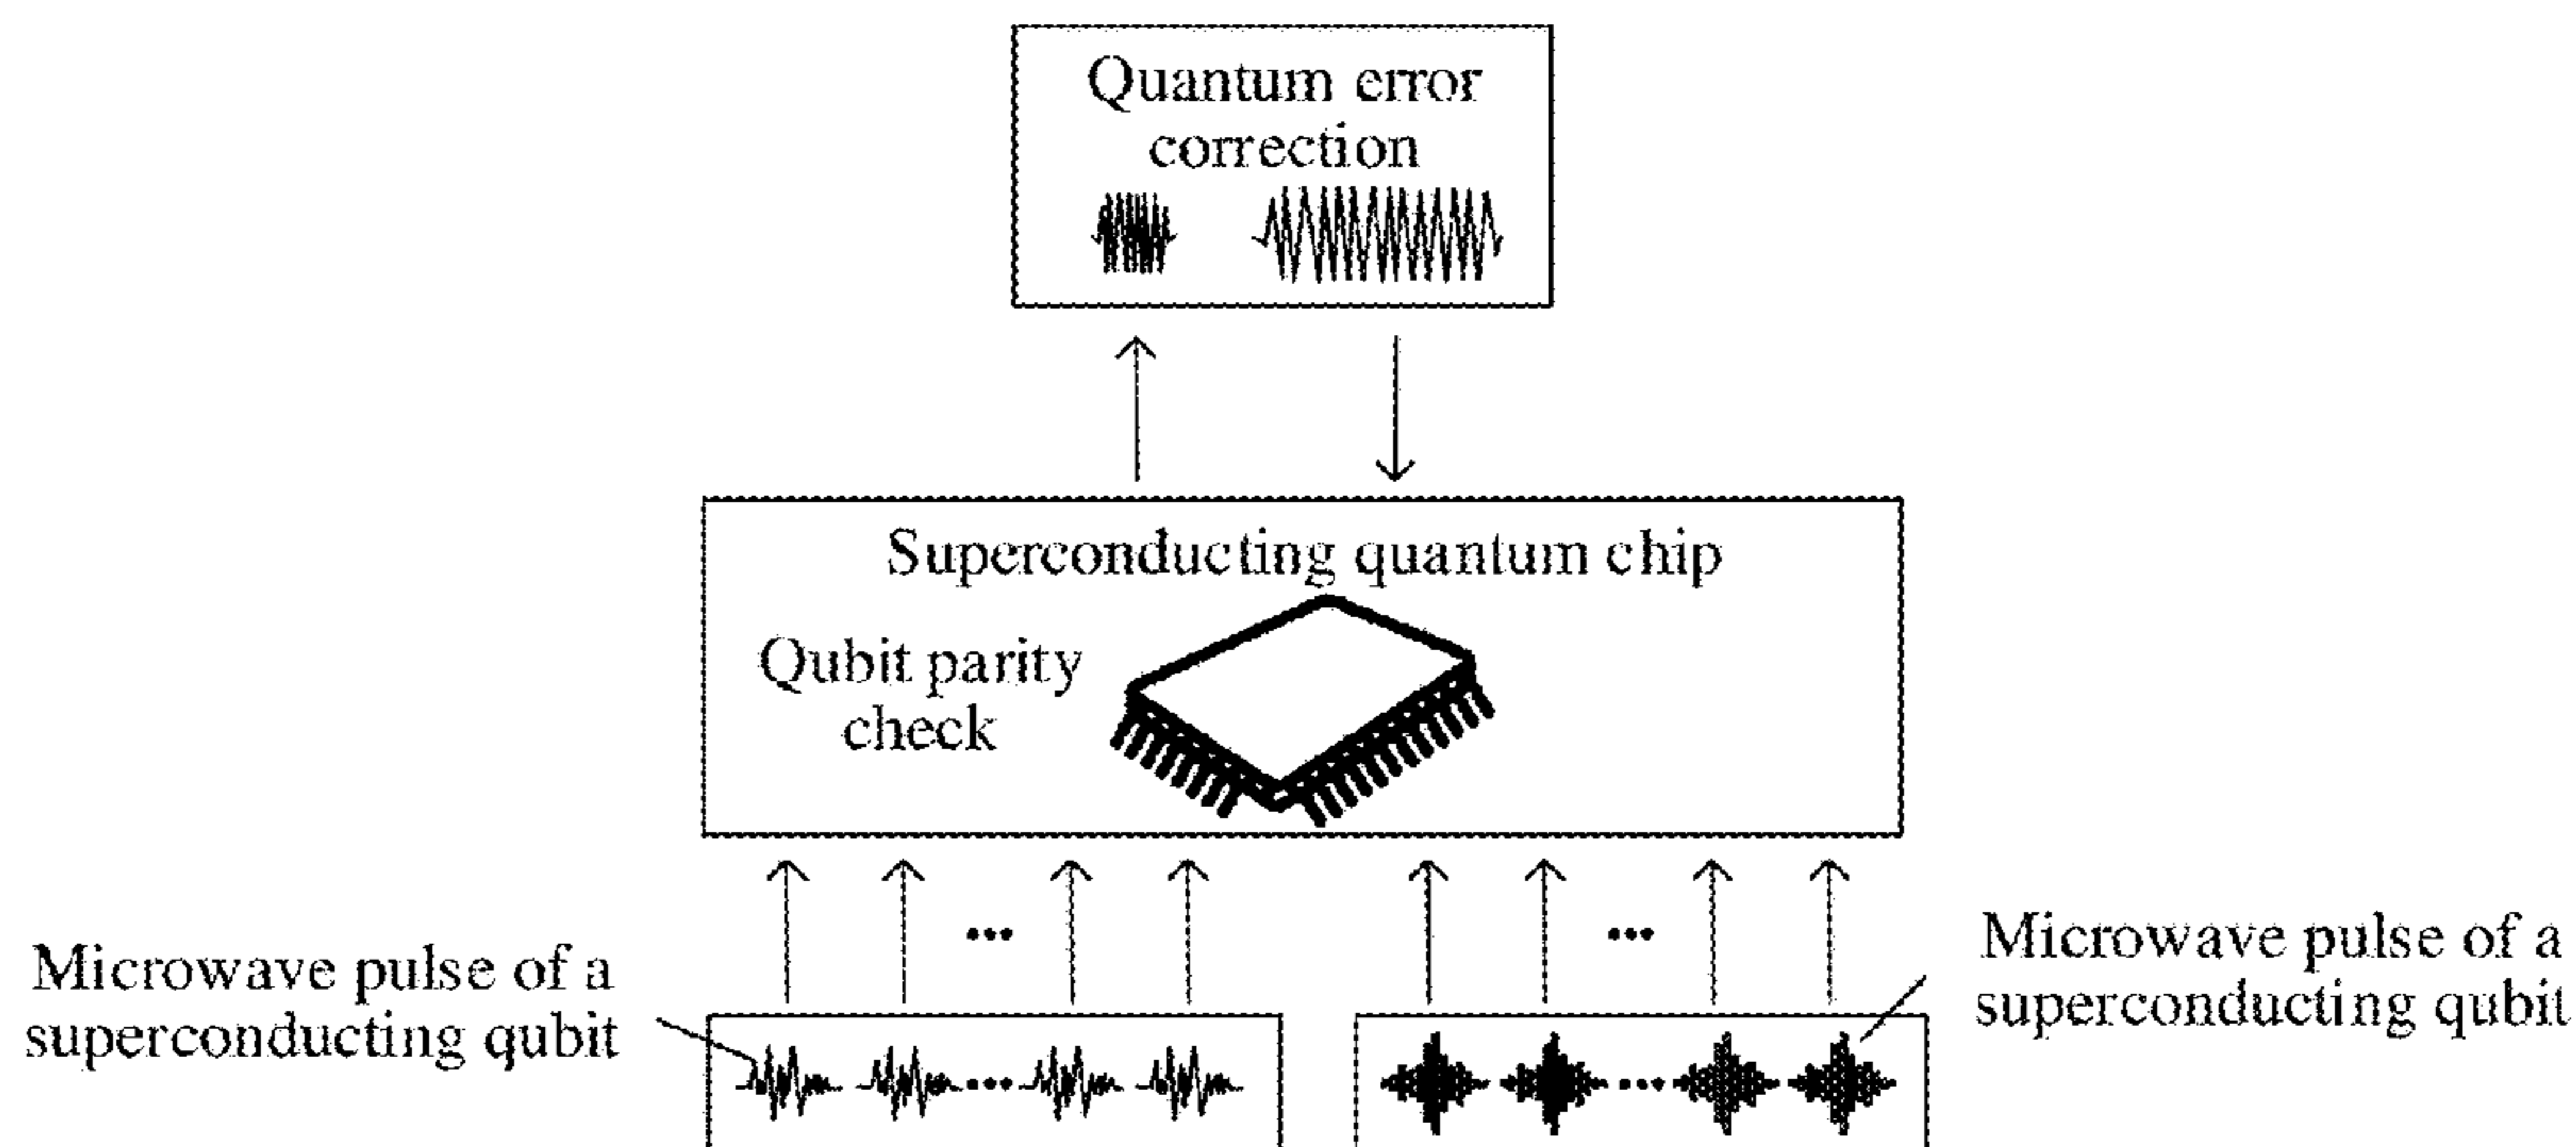 Quantum error
correction
Superconducting quantum chip
Qubit parity
check
...
...
Microwave pulse of a
superconducting qubit
Microwave pulse of a
superconducting qubit
...
...